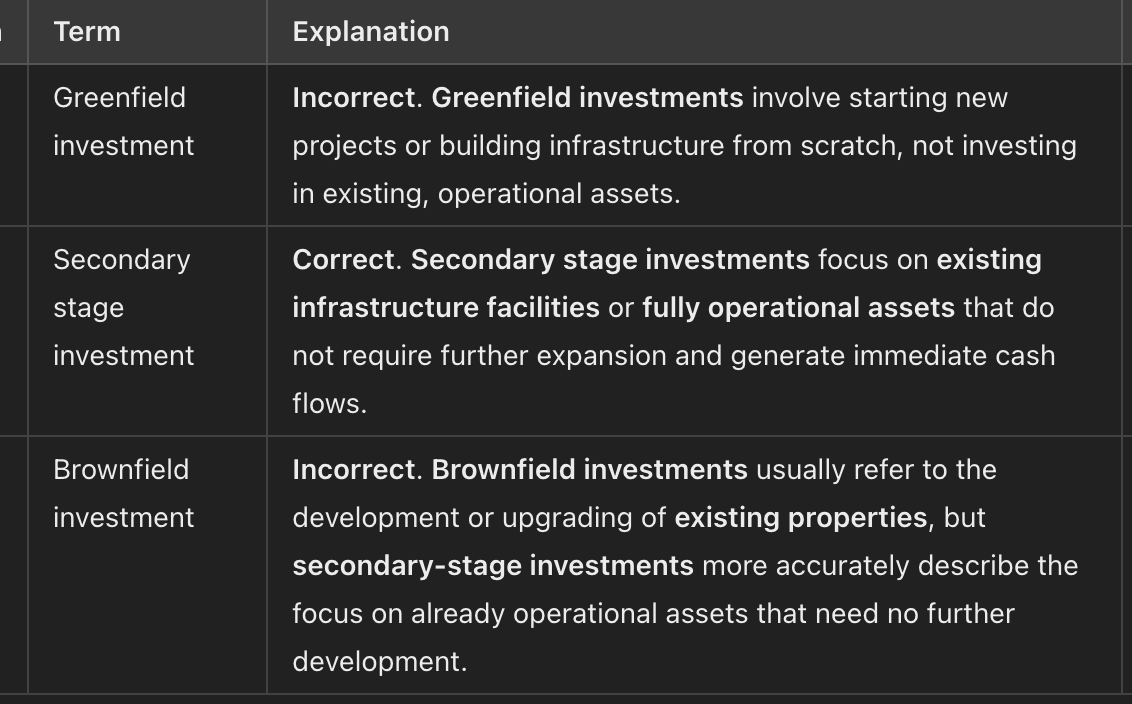 Term
Explanation
Greenfield
investment
Incorrect. Greenfield investments involve starting new
projects or building infrastructure from scratch, not investing
in existing, operational assets.
Secondary
stage
investment
Correct. Secondary stage investments focus on existing
infrastructure facilities or fully operational assets that do
not require further expansion and generate immediate cash
flows.
Brownfield
investment
Incorrect. Brownfield investments usually refer to the
development or upgrading of existing properties, but
secondary-stage investments more accurately describe the
focus on already operational assets that need no further
development.